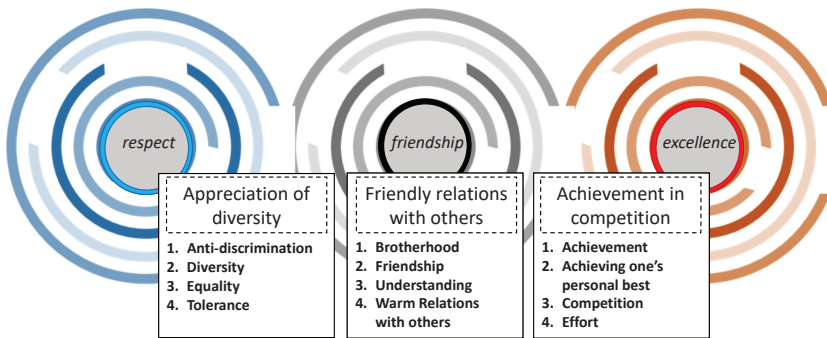 respect
friendship
excellence
Appreciation of
diversity
1. Anti-discrimination
2. Diversity
3. Equality
4. Tolerance
Friendly relations
with others
1. Brotherhood
2. Friendship
3. Understanding
4. Warm Relations
with others
Achievement in
competition
1. Achievement
2. Achieving one's
personal best
3. Competition
4. Effort